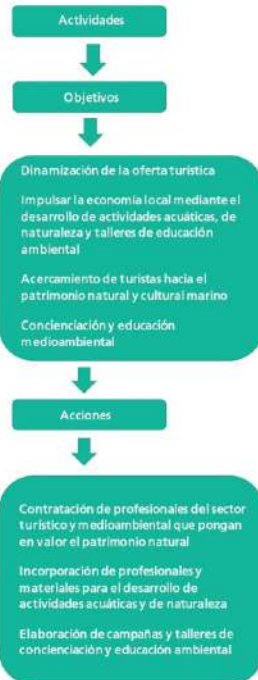 Actividades
Objetivos
Dinamización de la oferta turística
Impulsar la economía local mediante el
desarrollo de actividades acuáticas, de
naturaleza y talleres de educación
ambiental
Acercamiento de turistas hacia el
patrimonio natural y cultural marino
Concienciación y educación
medioambiental
Acciones
Contratación de profesionales del sector
turístico y medioambiental que pongan
en valor el patrimonio natural
Incorporación de profesionales y
materiales para el desarrollo de
actividades acuáticas y de naturaleza
Elaboración de campañas y talleres de
concienciación y educación ambiental